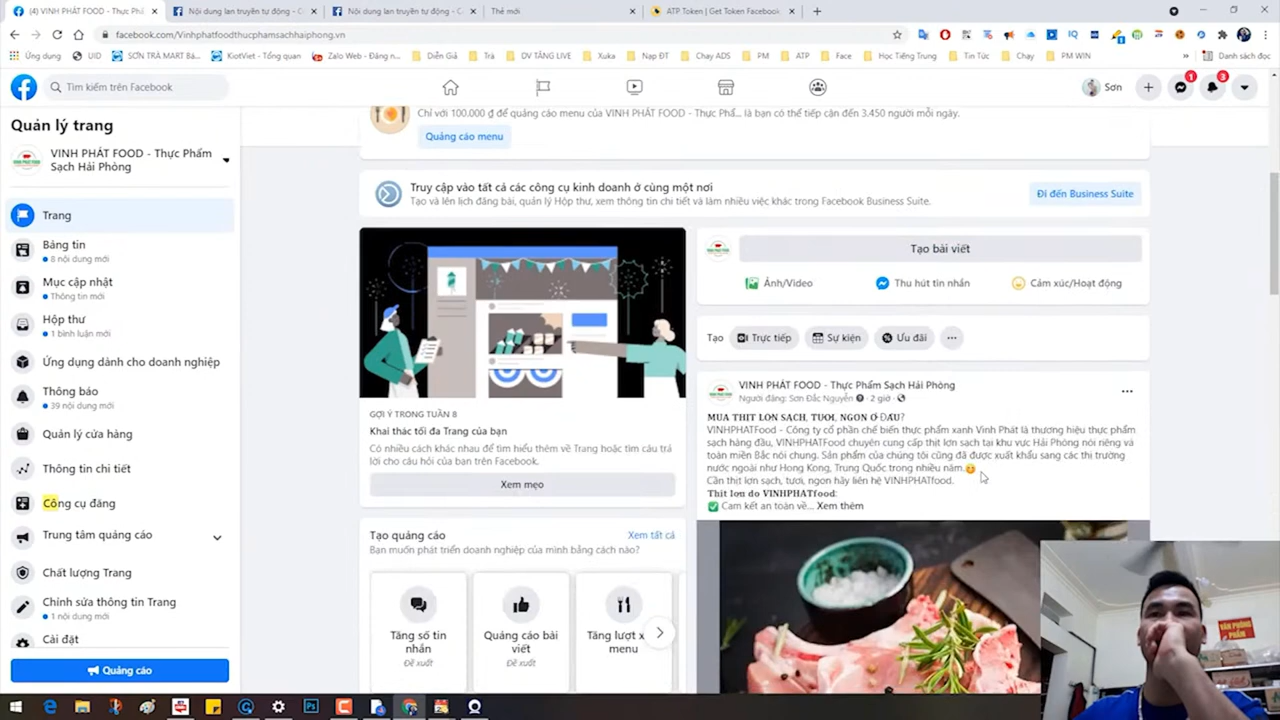 (4) VINH PHÁT FOOD - Thực Phẩ
Nội dung lan truyền tự động - C
Nội dung lan truyền tự động - C
Thẻ mới
ATP Token | Get Token Facebook
facebook.com/Vinhphatfoodthucphamsachhaiphong.vn
Ứng dụng
UID
SƠN TRÀ MART Bá...
KiotViet - Tổng quan
Zalo Web - Đăng n...
Diễn Giả
Trà
DV TĂNG LIVE
Xuka
Nạp ĐT
Chạy ADS
PM
ATP
Face
Học Tiếng Trung
Tin Tức
Chạy
PM WIN
»
Danh sách đọc
Tìm kiếm trên Facebook
Sơn
1
3
Quản lý trang
VINH PHÁT FOOD - Thực Phẩm
Sạch Hải Phòng
Trang
Bảng tin
8 nội dung mới
Mục cập nhật
Thông tin mới
Hộp thư
1 bình luận mới
Ứng dụng dành cho doanh nghiệp
Thông báo
39 nội dung mới
Quản lý cửa hàng
Thông tin chi tiết
Công cụ đăng
Trung tâm quảng cáo
Chất lượng Trang
Chỉnh sửa thông tin Trang
1 nội dung mới
Cài đặt
Quảng cáo
Chỉ với 100.000 ₫ để quảng cáo menu của VINH PHÁT FOOD - Thực Phẩ... là bạn có thể tiếp cận đến 3.450 người mỗi ngày.
Quảng cáo menu
Truy cập vào tất cả các công cụ kinh doanh ở cùng một nơi
Tạo và lên lịch đăng bài, quản lý Hộp thư, xem thông tin chi tiết và làm nhiều việc khác trong Facebook Business Suite.
Đi đến Business Suite
GỢI Ý TRONG TUẦN 8
Khai thác tối đa Trang của bạn
Có nhiều cách khác nhau để tìm hiểu thêm về Trang hoặc tìm câu trả
lời cho câu hỏi của bạn trên Facebook.
Xem mẹo
Tạo quảng cáo
Xem tất cả
Bạn muốn phát triển doanh nghiệp của mình bằng cách nào?
Tăng số tin
nhắn
Đề xuất
Quảng cáo bài
viết
Đề xuất
Tăng lượt x
menu
Đề xuất
Tạo bài viết
Ảnh/Video
Thu hút tin nhắn
Cảm xúc/Hoạt động
Tạo
Trực tiếp
Sự kiện
Ưu đãi
VINH PHÁT FOOD - Thực Phẩm Sạch Hải Phòng
Người đăng: Sơn Đắc Nguyễn · 2 giờ ·
MUA THỊT LỢN SẠCH, TƯƠI, NGON Ở ĐÂU?
VINHPHATFood - Công ty cổ phần chế biến thực phẩm xanh Vinh Phát là thương hiệu thực phẩm
sạch hàng đầu, VINHPHATFood chuyên cung cấp thịt lợn sạch tại khu vực Hải Phòng nói riêng và
toàn miền Bắc nói chung. Sản phẩm của chúng tôi cũng đã được xuất khẩu sang các thị trường
nước ngoài như Hong Kong, Trung Quốc trong nhiều năm.😊
Cần thịt lợn sạch, tươi, ngon hãy liên hệ VINHPHATfood.
Thịt lợn do VINHPHATfood:
✅ Cam kết an toàn vệ... Xem thêm
VĂN PHÒNG
PHẨM